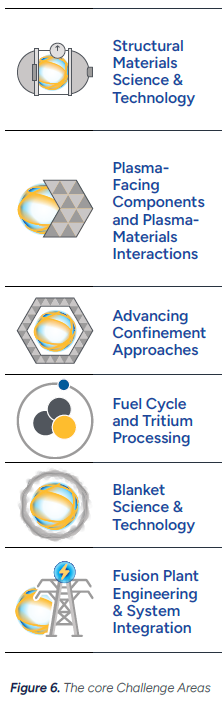 Structural
Materials
Science &
Technology
Plasma-
Facing
Components
and Plasma-
Materials
Interactions
Advancing
Confinement
Approaches
Fuel Cycle
and Tritium
Processing
Blanket
Science &
Technology
Fusion Plant
Engineering
& System
Integration
Figure 6. The core Challenge Areas